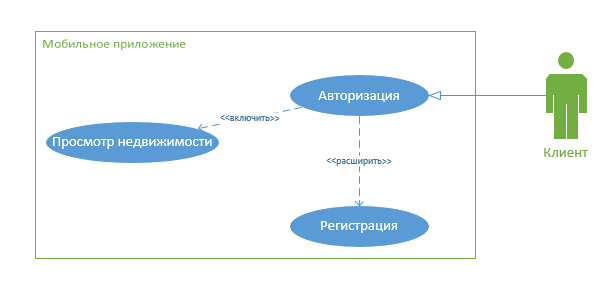 Мобильное приложение
Авторизация
<<включить>>
Просмотр недвижимости
Клиент
<<расширить>>
Регистрация